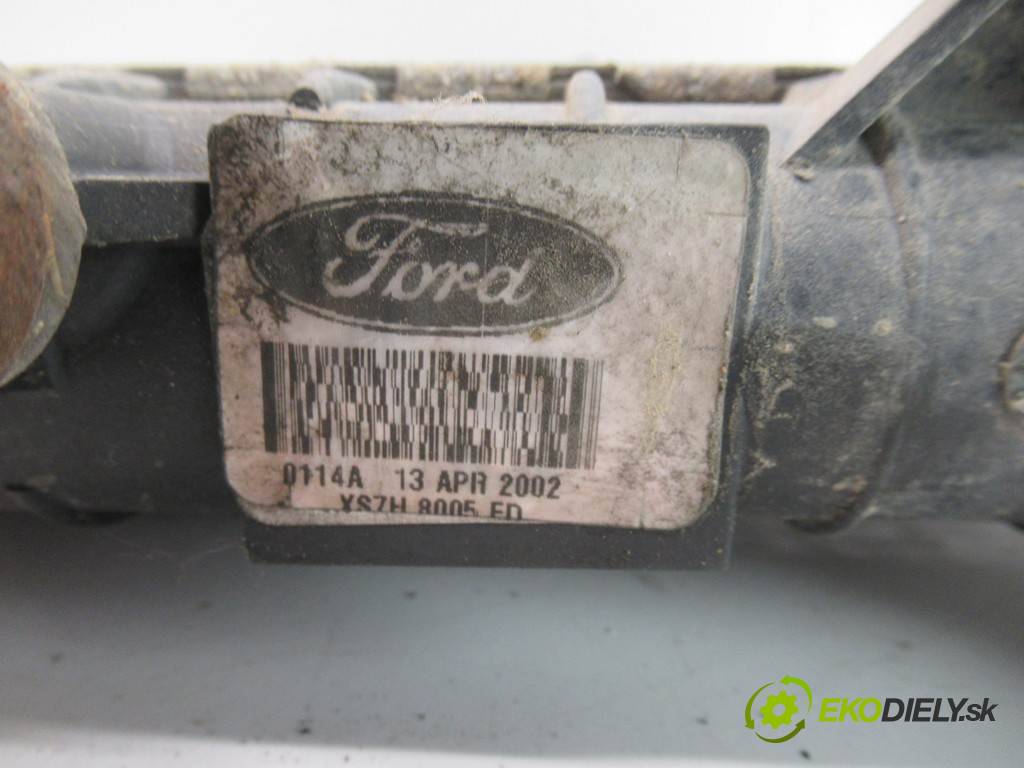 Ford
0114A 13 APR 2002
XS7H 8005 ED
EKODIELY.sk